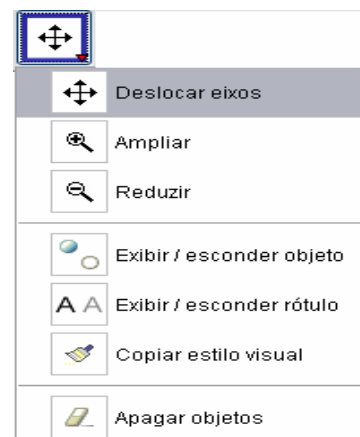 Deslocar eixos
Ampliar
Reduzir
Exibir / esconder objeto
A A Exibir / esconder rótulo
Copiar estilo visual
Apagar objetos